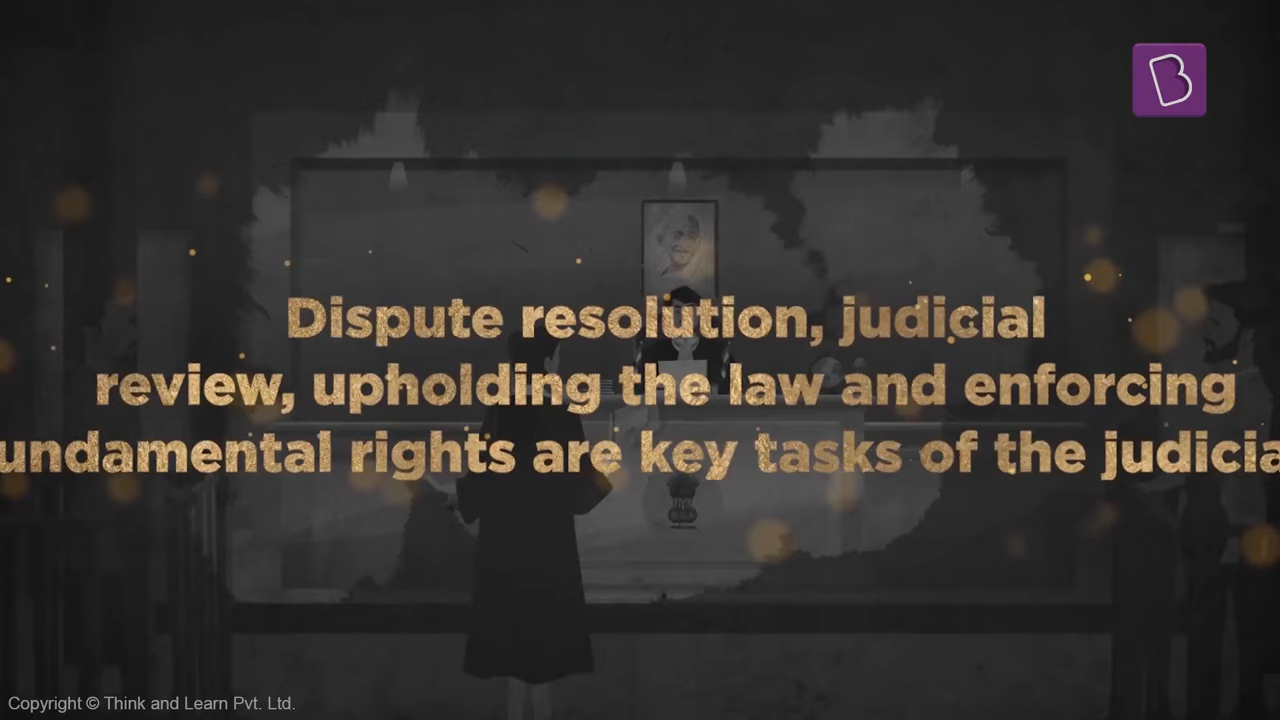 Dispute resolution, judicial
review, upholding the law and enforcing
undamental rights are key tasks of the judicia
Copyright © Think and Learn Pvt. Ltd.